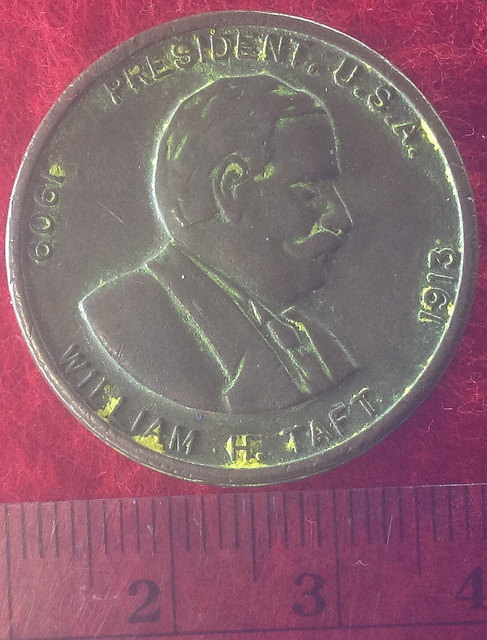 PRESIDENT. U.S.A.
1909
1913
WILLIAM H. TAFT
2 3 4